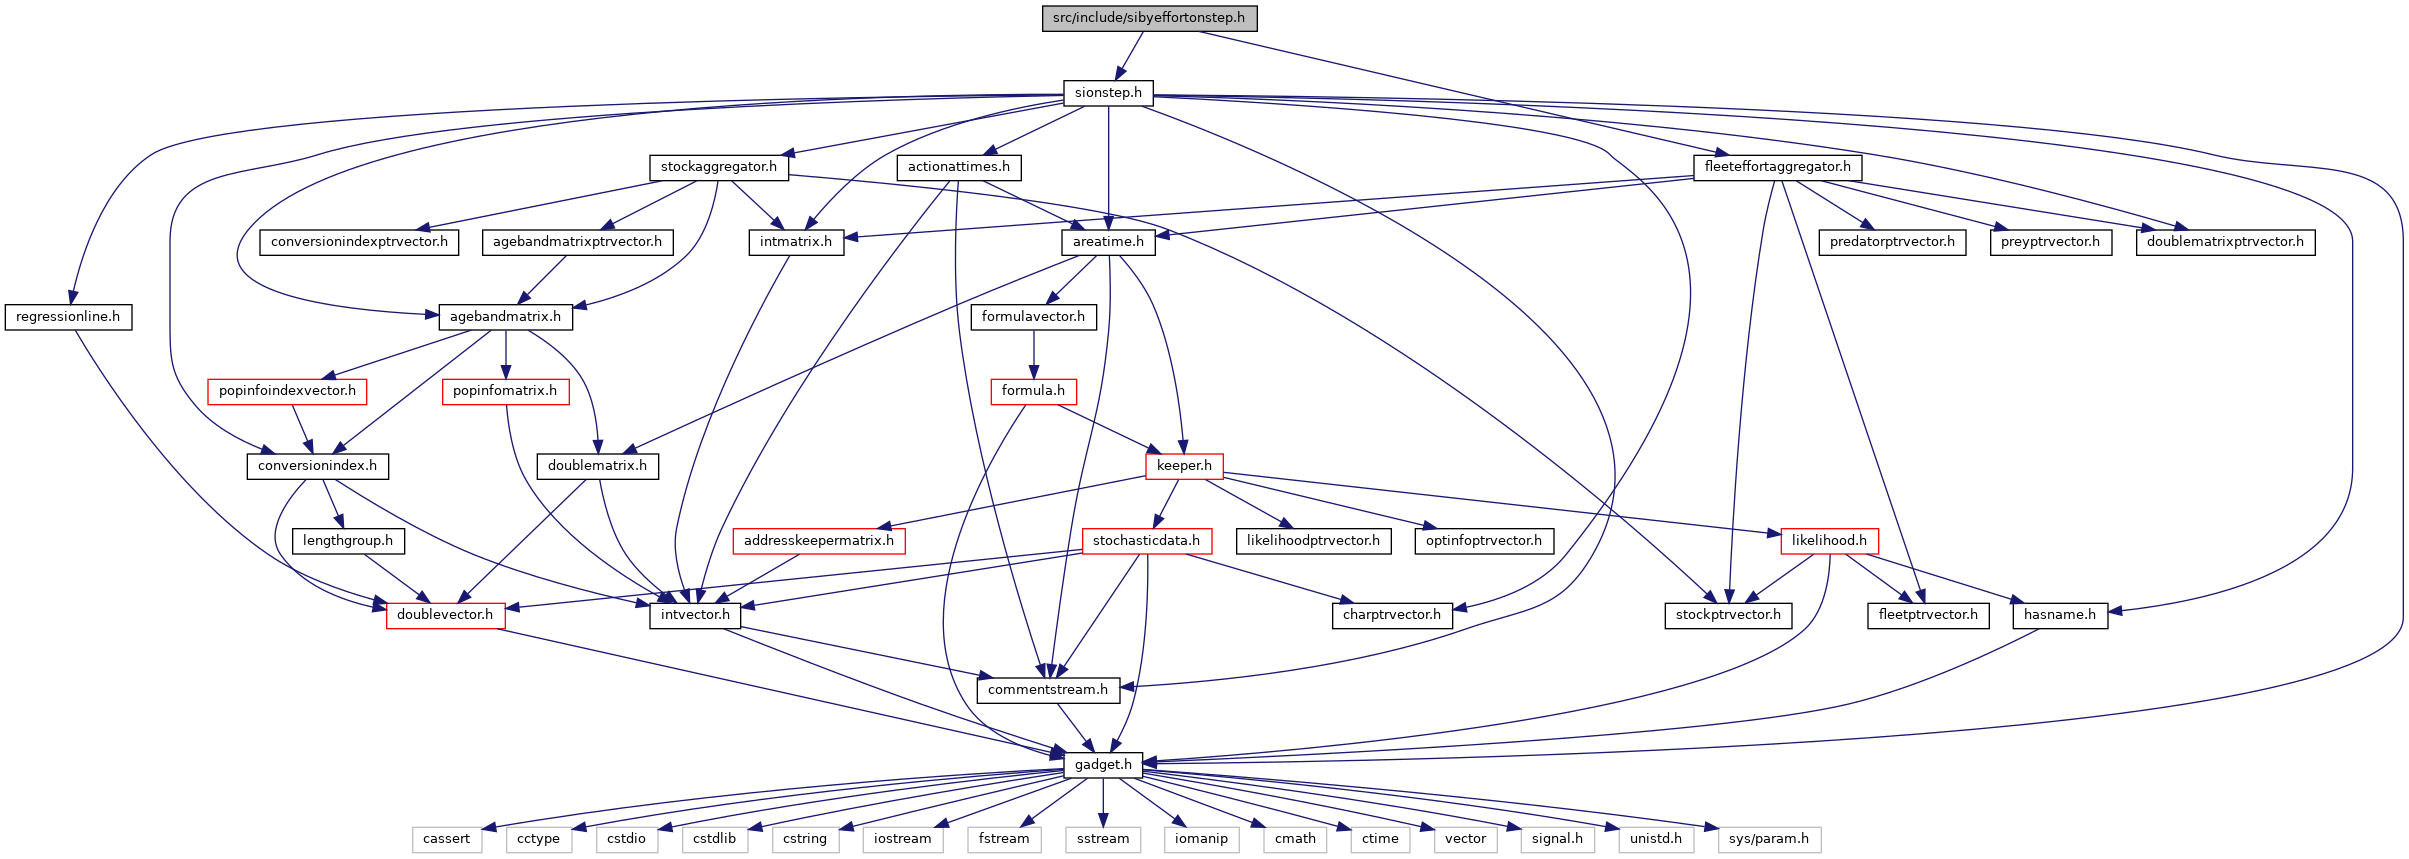 src/include/sibyeffortonstep.h
sionstep.h
stockaggregator.h
actionattimes.h
fleeteffortaggregator.h
conversionindexptrvector.h
agebandmatrixptrvector.h
intmatrix.h
areatime.h
predatorptrvector.h
preyptrvector.h
doublematrixptrvector.h
regressionline.h
agebandmatrix.h
formulavector.h
popinfoindexvector.h
popinfomatrix.h
formula.h
conversionindex.h
doublematrix.h
keeper.h
lengthgroup.h
addresskeepermatrix.h
stochasticdata.h
likelihoodptrvector.h
optinfoptrvector.h
likelihood.h
doublevector.h
intvector.h
charptrvector.h
stockptrvector.h
fleetptrvector.h
hasname.h
commentstream.h
gadget.h
cassert
cctype
cstdio
cstdlib
cstring
iostream
fstream
sstream
iomanip
cmath
ctime
vector
signal.h
unistd.h
sys/param.h